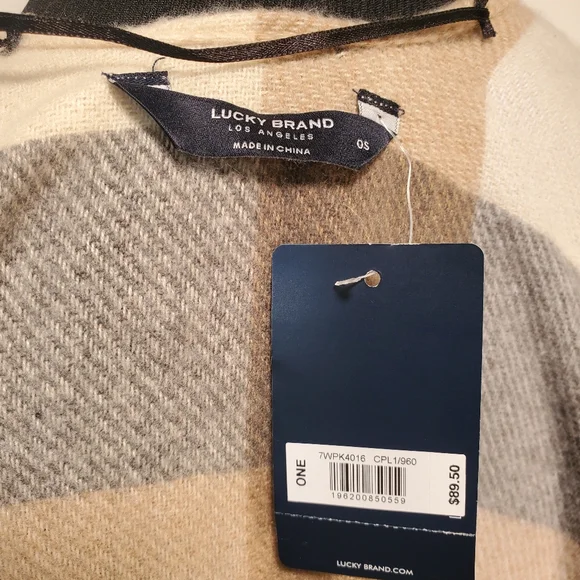 LUCKY BRAND
LOS ANGELES
MADE IN CHINA
OS
7WPK4016 CPL1/960
ONE
196200850559
$89.50
LUCKY BRAND.COM